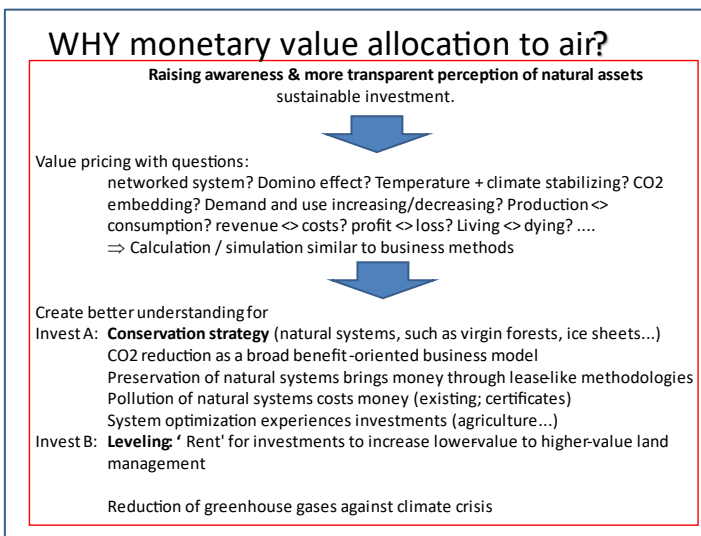 WHY monetary value allocation to air?
Raising awareness & more transparent perception of natural assets
sustainable investment.
Value pricing with questions:
networked system? Domino effect? Temperature + climate stabilizing? CO2
embedding? Demand and use increasing/decreasing? Production <>
consumption? revenue <> costs? profit <> loss? Living <> dying? ....
⇒ Calculation / simulation similar to business methods
Create better understanding for
Invest A: Conservation strategy (natural systems, such as virgin forests, ice sheets...)
CO2 reduction as a broad benefit-oriented business model
Preservation of natural systems brings money through lease-like methodologies
Pollution of natural systems costs money (existing; certificates)
System optimization experiences investments (agriculture...)
Invest B: Leveling: ‘ Rent' for investments to increase lower-value to higher-value land
management
Reduction of greenhouse gases against climate crisis